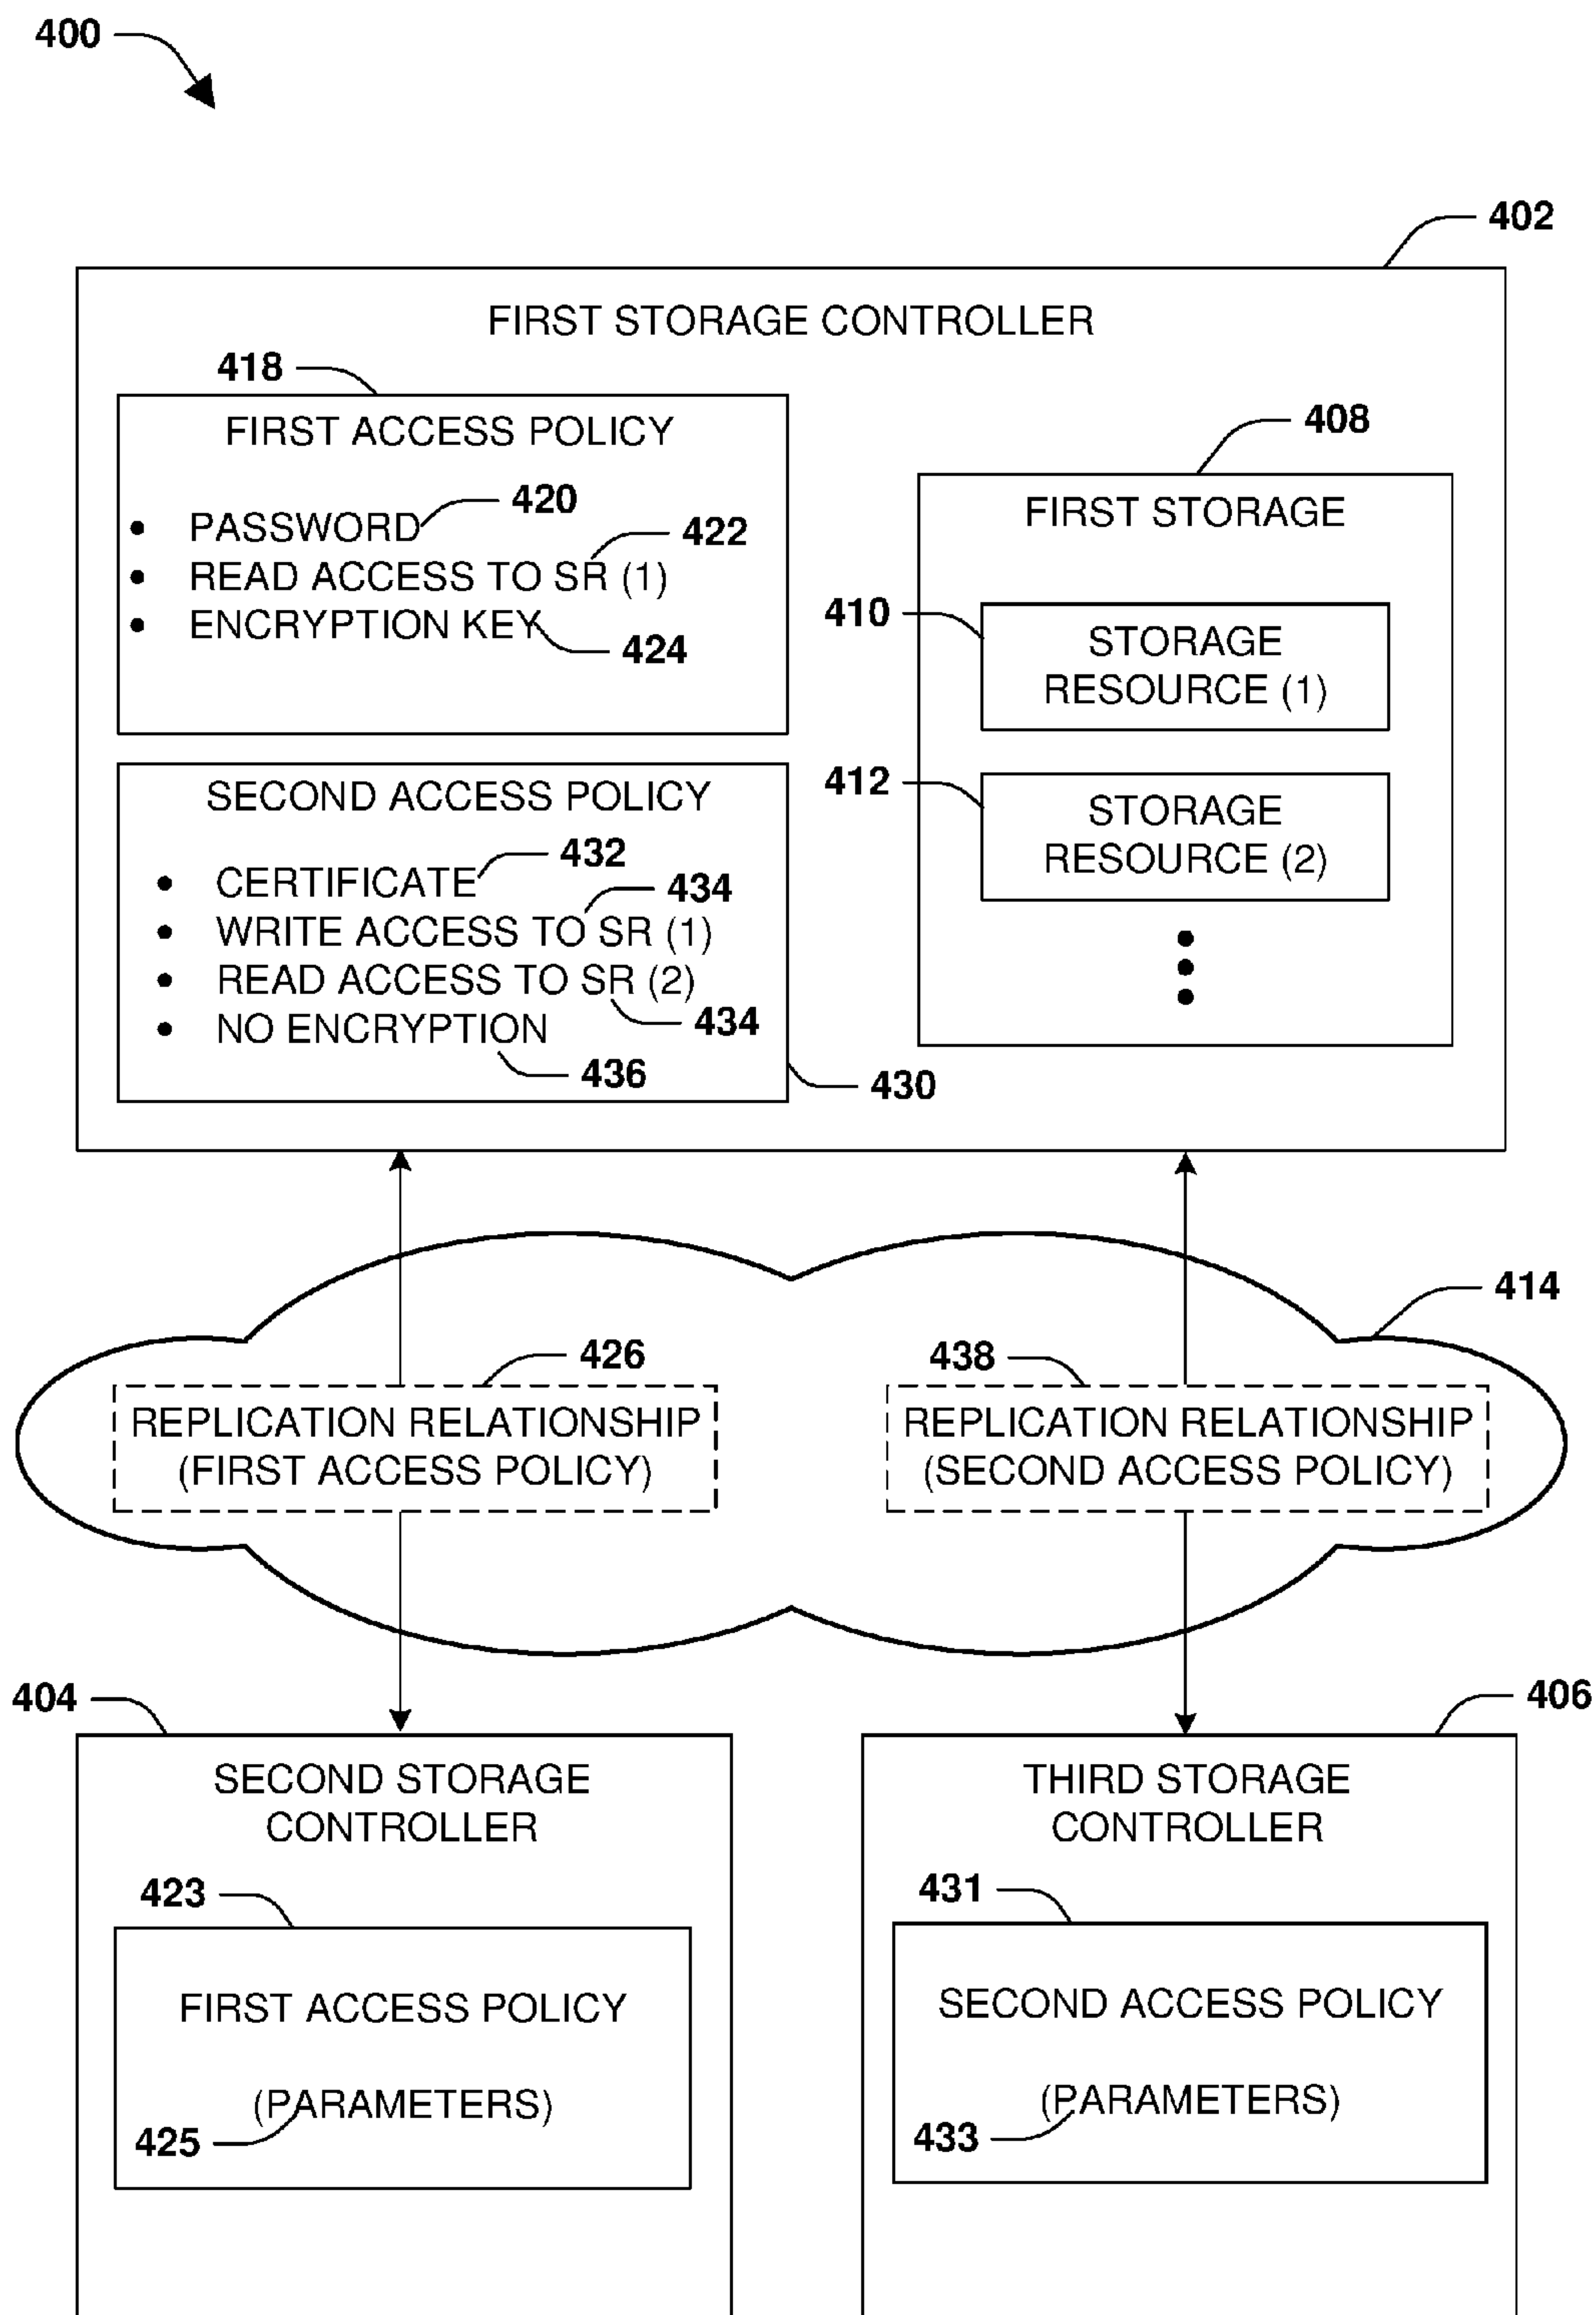 400
402
FIRST STORAGE CONTROLLER
418
FIRST ACCESS POLICY
• PASSWORD 420
• READ ACCESS TO SR (1) 422
• ENCRYPTION KEY 424
408
FIRST STORAGE
410
STORAGE
RESOURCE (1)
412
STORAGE
RESOURCE (2)
SECOND ACCESS POLICY
• CERTIFICATE 432
• WRITE ACCESS TO SR (1) 434
• READ ACCESS TO SR (2) 434
• NO ENCRYPTION
436
430
414
426
REPLICATION RELATIONSHIP
(FIRST ACCESS POLICY)
438
REPLICATION RELATIONSHIP
(SECOND ACCESS POLICY)
404
SECOND STORAGE
CONTROLLER
423
FIRST ACCESS POLICY
(PARAMETERS)
425
406
THIRD STORAGE
CONTROLLER
431
SECOND ACCESS POLICY
(PARAMETERS)
433